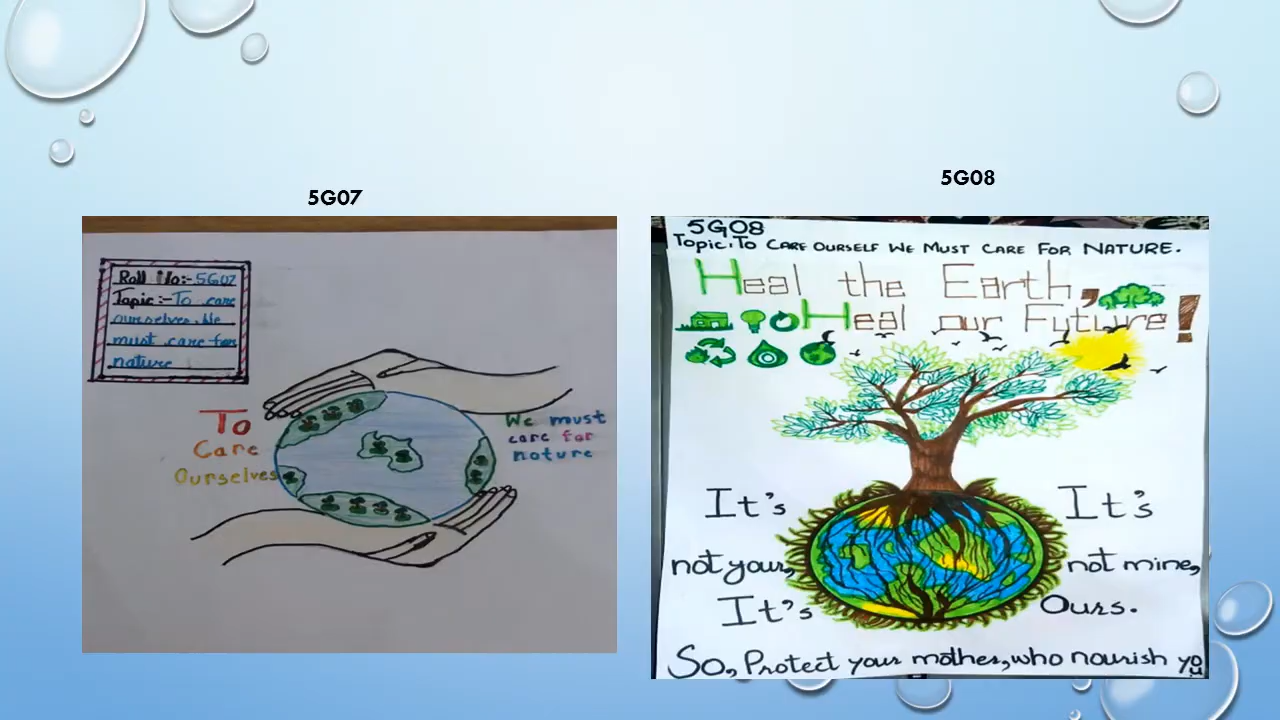 5G07
5G08
Roll No:- 5G07
Topic:- To care
ourselves We
must care for
nature
To
Care
Ourselves
We must
care for
nature
5G08
Topic: To CARE OURSELF WE MUST CARE FOR NATURE.
Heal the Earth,
Heal our Future!
It's
not your,
It's
It's
not mine,
Ours.
So, Protect your mother, who nourish you